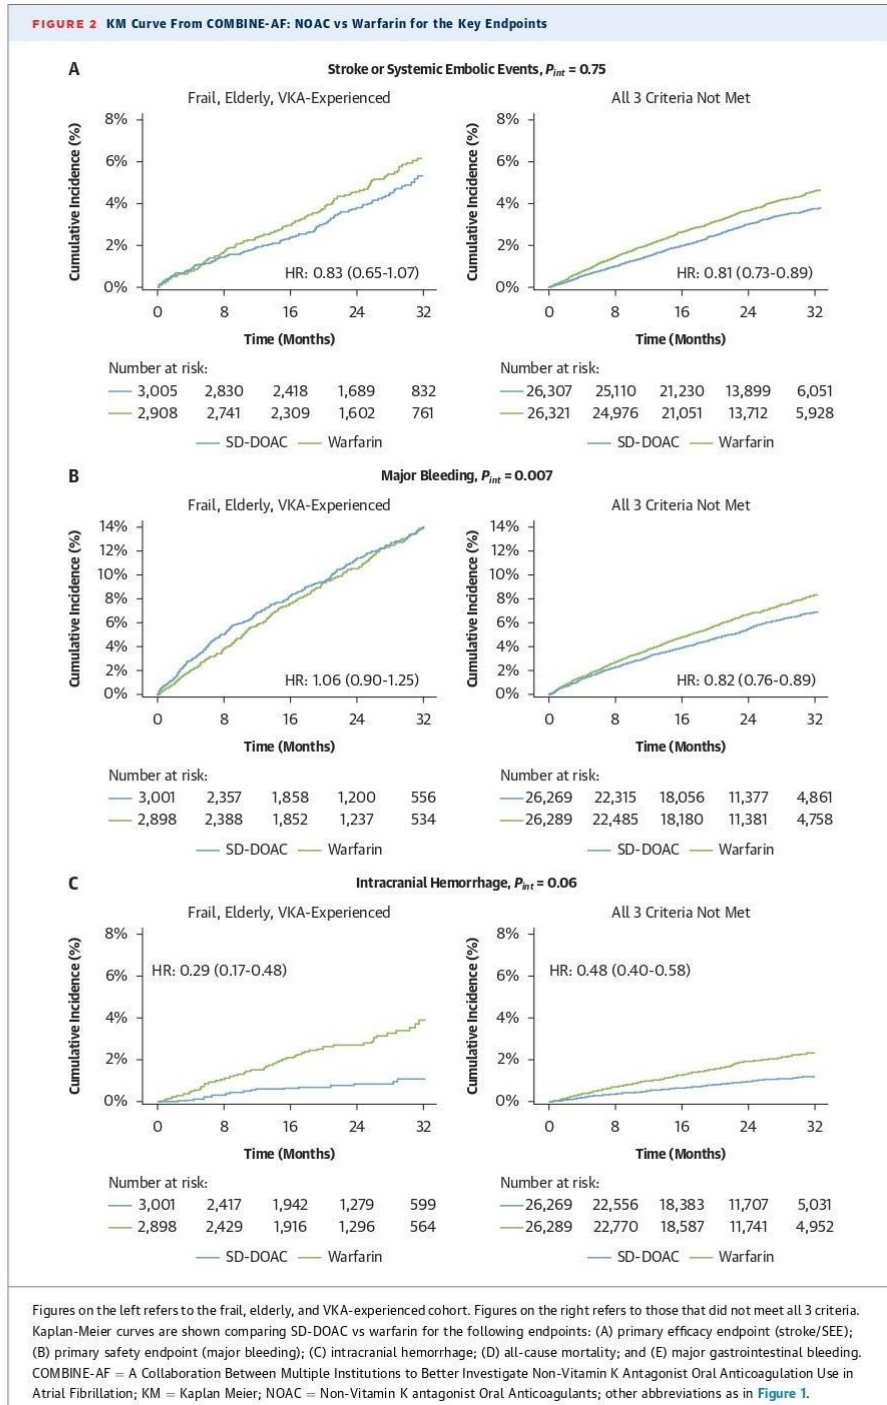 FIGURE 2 KM Curve From COMBINE-AF: NOAC vs Warfarin for the Key Endpoints
A
Stroke or Systemic Embolic Events, Pint = 0.75
Frail, Elderly, VKA-Experienced
Cumulative Incidence (%)
8%
6%
4%
2%
0%
HR: 0.83 (0.65-1.07)
0 8 16 24 32
Time (Months)
Number at risk:
3,005 2,830 2,418 1,689 832
2,908 2,741 2,309 1,602 761
SD-DOAC Warfarin
All 3 Criteria Not Met
Cumulative Incidence (%)
8%
6%
4%
2%
0%
HR: 0.81 (0.73-0.89)
0 8 16 24 32
Time (Months)
Number at risk:
26,307 25,110 21,230 13,899 6,051
26,321 24,976 21,051 13,712 5,928
SD-DOAC Warfarin
B
Major Bleeding, Pint = 0.007
Frail, Elderly, VKA-Experienced
Cumulative Incidence (%)
14%
12%
10%
8%
6%
4%
2%
0%
HR: 1.06 (0.90-1.25)
0 8 16 24 32
Time (Months)
Number at risk:
3,001 2,357 1,858 1,200 556
2,898 2,388 1,852 1,237 534
SD-DOAC Warfarin
All 3 Criteria Not Met
Cumulative Incidence (%)
14%
12%
10%
8%
6%
4%
2%
0%
HR: 0.82 (0.76-0.89)
0 8 16 24 32
Time (Months)
Number at risk:
26,269 22,315 18,056 11,377 4,861
26,289 22,485 18,180 11,381 4,758
SD-DOAC Warfarin
C
Intracranial Hemorrhage, Pint = 0.06
Frail, Elderly, VKA-Experienced
Cumulative Incidence (%)
8%
6%
4%
2%
0%
HR: 0.29 (0.17-0.48)
0 8 16 24 32
Time (Months)
Number at risk:
3,001 2,417 1,942 1,279 599
2,898 2,429 1,916 1,296 564
SD-DOAC Warfarin
All 3 Criteria Not Met
Cumulative Incidence (%)
8%
6%
4%
2%
0%
HR: 0.48 (0.40-0.58)
0 8 16 24 32
Time (Months)
Number at risk:
26,269 22,556 18,383 11,707 5,031
26,289 22,770 18,587 11,741 4,952
SD-DOAC Warfarin
Figures on the left refers to the frail, elderly, and VKA-experienced cohort. Figures on the right refers to those that did not meet all 3 criteria.
Kaplan-Meier curves are shown comparing SD-DOAC vs warfarin for the following endpoints: (A) primary efficacy endpoint (stroke/SEE);
(B) primary safety endpoint (major bleeding); (C) intracranial hemorrhage; (D) all-cause mortality; and (E) major gastrointestinal bleeding.
COMBINE-AF = A Collaboration Between Multiple Institutions to Better Investigate Non-Vitamin K Antagonist Oral Anticoagulation Use in
Atrial Fibrillation; KM = Kaplan Meier; NOAC = Non-Vitamin K antagonist Oral Anticoagulants; other abbreviations as in Figure 1.